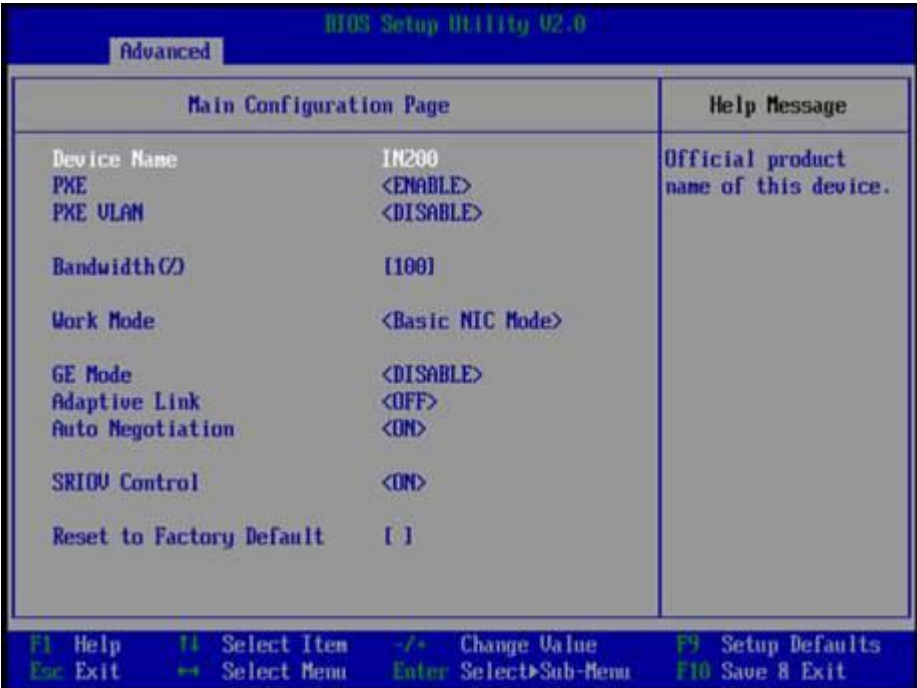 BIOS Setup Utility V2.0
Advanced
Main Configuration Page
Help Message
Device Name IN200
Official product
name of this device.
PXE <ENABLE>
PXE VLAN <DISABLE>
Bandwidth(%) [100]
Work Mode <Basic NIC Mode>
GE Mode <DISABLE>
Adaptive Link <OFF>
Auto Negotiation <ON>
SRIOV Control <ON>
Reset to Factory Default [ ]
F1 Help ↑↓ Select Item -/+ Change Value F9 Setup Defaults
Esc Exit ↔ Select Menu Enter Select▶Sub-Menu F10 Save & Exit